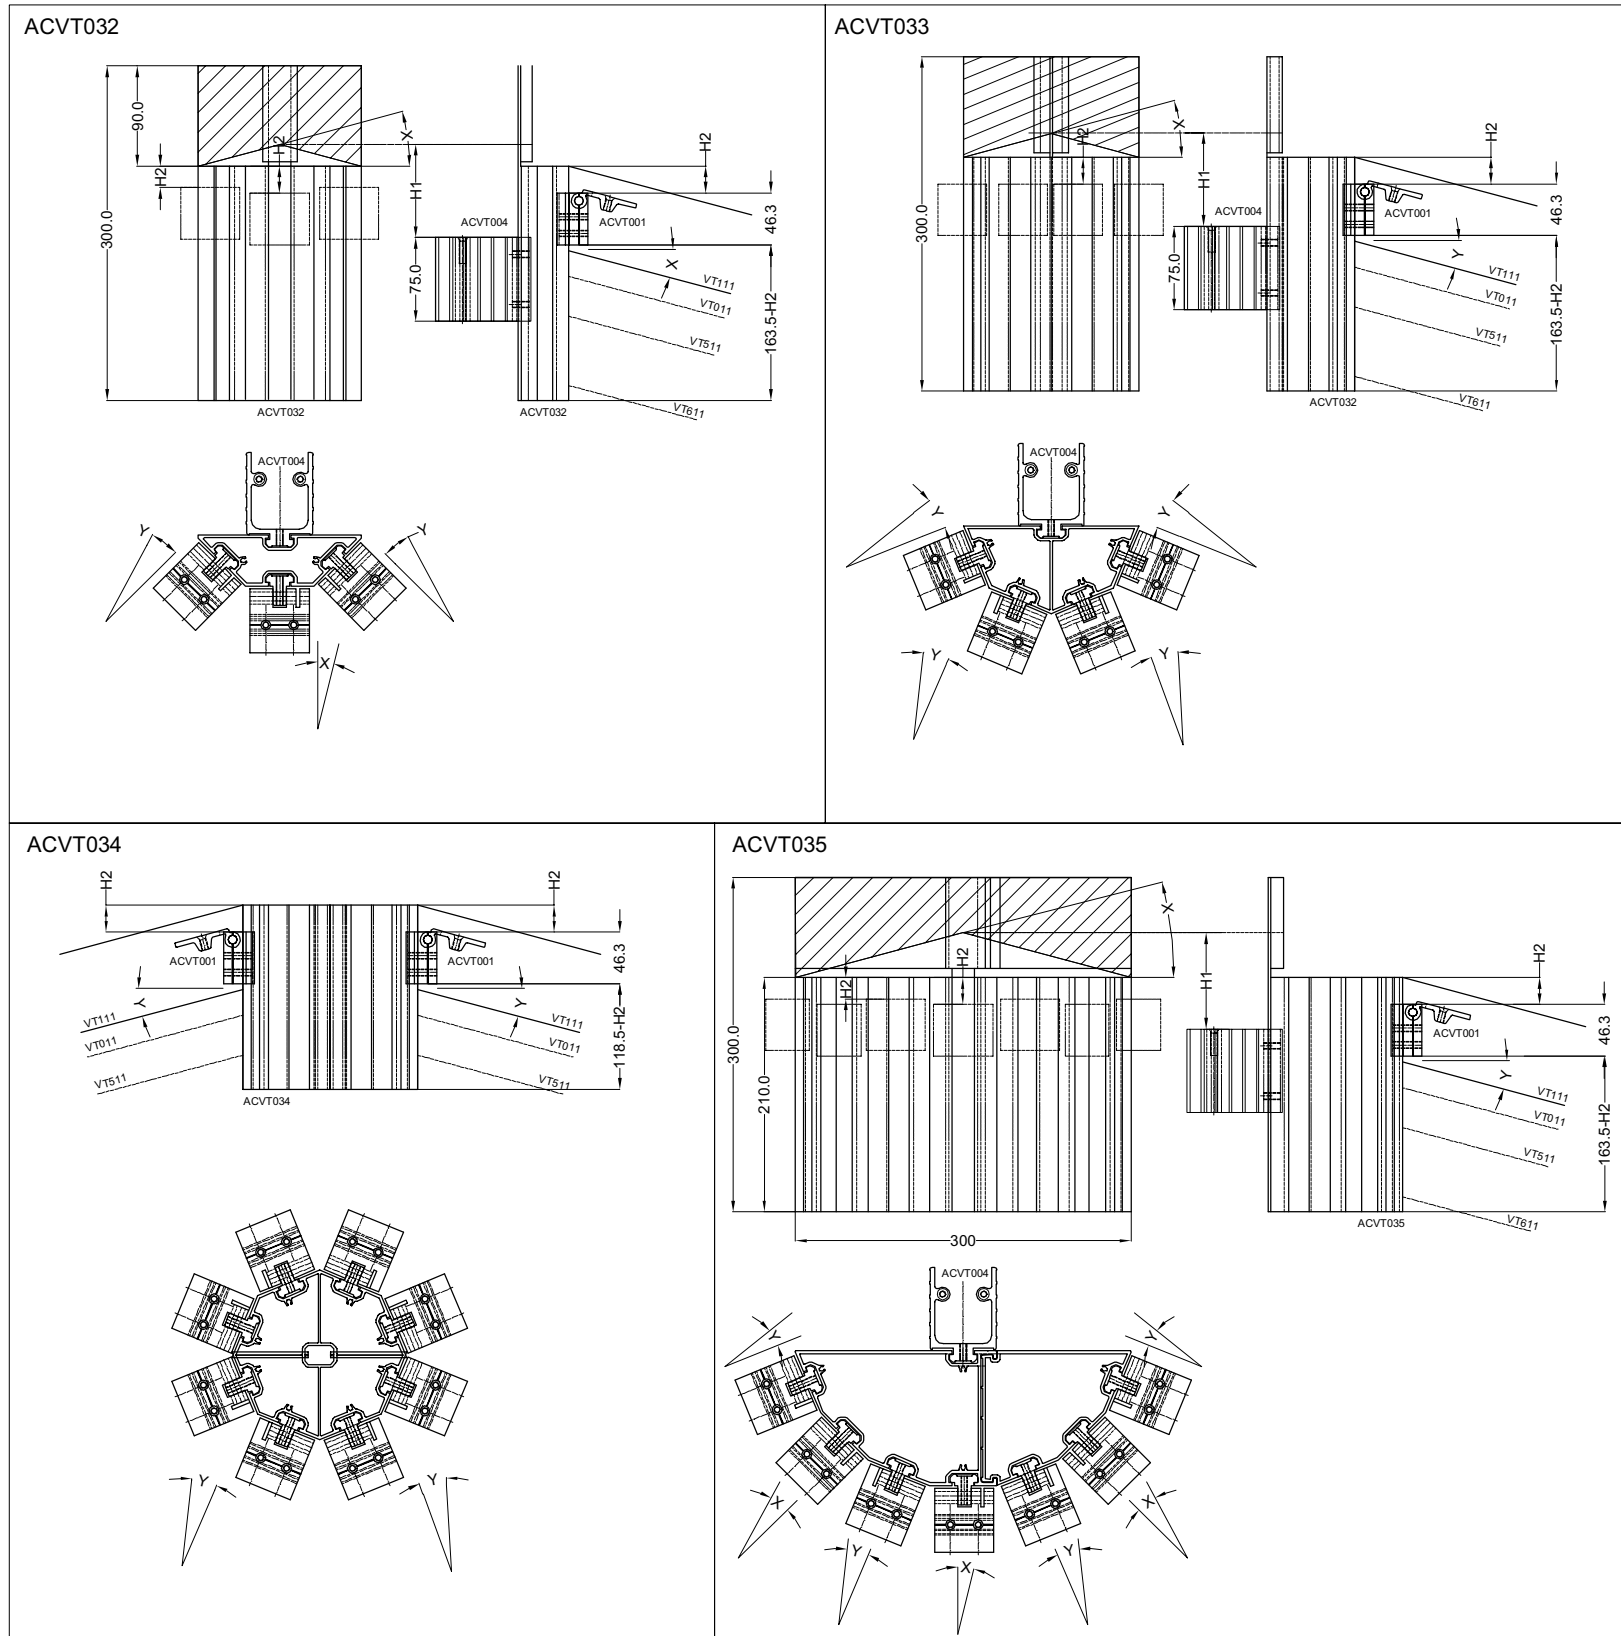 ACVT032
90.0
300.0
H2
H2
X
H1
75.0
ACVT004
H2
46.3
ACVT001
X
VT111
VT011
VT511
VT611
163.5-H2
ACVT032
ACVT032
ACVT004
Y
Y
X
ACVT033
300.0
H2
X
H1
75.0
ACVT004
H2
46.3
ACVT001
Y
VT111
VT011
VT511
VT611
163.5-H2
ACVT032
ACVT004
Y
Y
Y
Y
ACVT034
H2
H2
46.3
ACVT001
ACVT001
Y
Y
VT111
VT011
VT511
VT111
VT011
VT511
118.5-H2
ACVT034
Y
Y
ACVT035
300.0
210.0
H2
H2
X
H1
H2
46.3
ACVT001
Y
VT111
VT011
VT511
VT611
163.5-H2
ACVT035
300
ACVT004
Y
Y
X
X
Y
X
Y